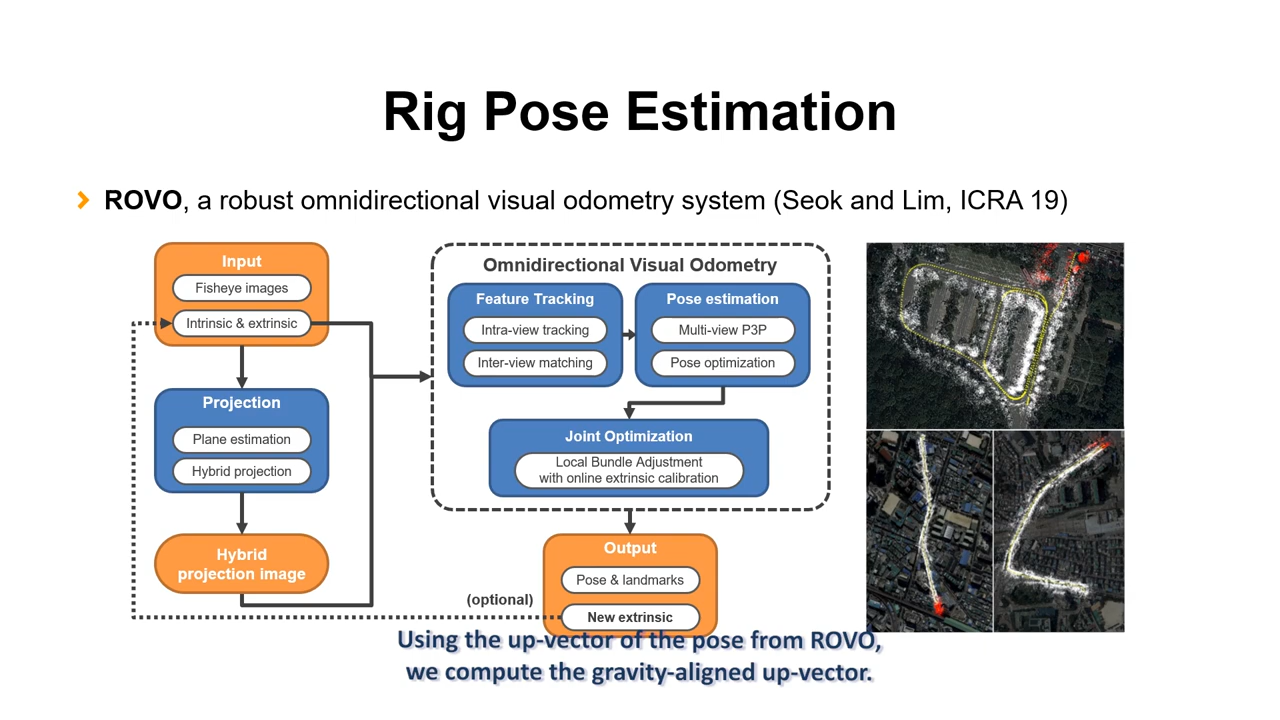 Rig Pose Estimation
ROVO, a robust omnidirectional visual odometry system (Seok and Lim, ICRA 19)
Input
Fisheye images
Intrinsic & extrinsic
Projection
Plane estimation
Hybrid projection
Hybrid
projection image
Omnidirectional Visual Odometry
Feature Tracking
Intra-view tracking
Inter-view matching
Pose estimation
Multi-view P3P
Pose optimization
Joint Optimization
Local Bundle Adjustment
with online extrinsic calibration
Output
Pose & landmarks
New extrinsic
(optional)
Using the up-vector of the pose from ROVO,
we compute the gravity-aligned up-vector.